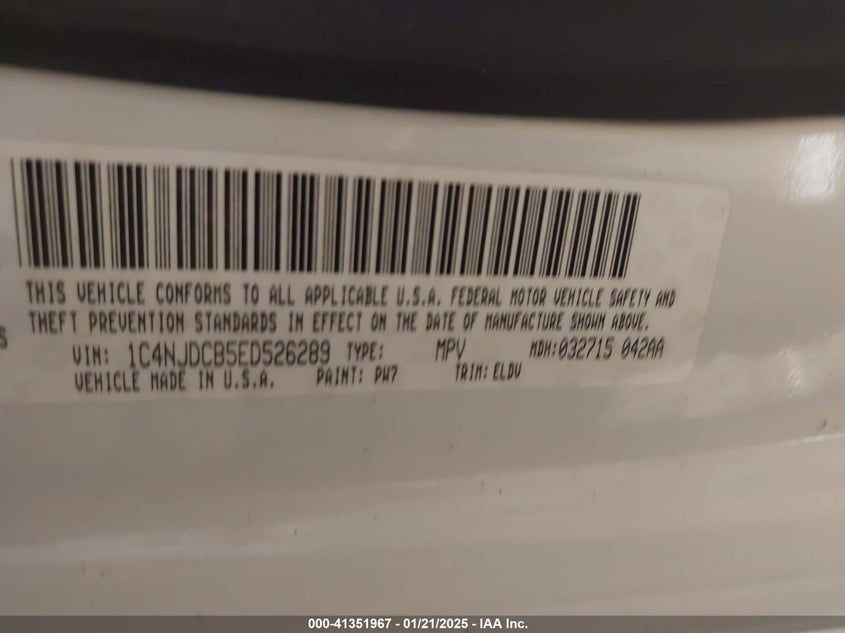 THIS VEHICLE CONFORMS TO ALL APPLICABLE U.S.A. FEDERAL MOTOR VEHICLE SAFETY AND
THEFT PREVENTION STANDARDS IN EFFECT ON THE DATE OF MANUFACTURE SHOWN ABOVE.
S
VIN: 1C4NJDCB5ED526289 TYPE: MPV MDH:032715 042AA
VEHICLE MADE IN U.S.A. PAINT: PW7 TRIM: ELDV
000-41351967 - 01/21/2025 - IAA Inc.